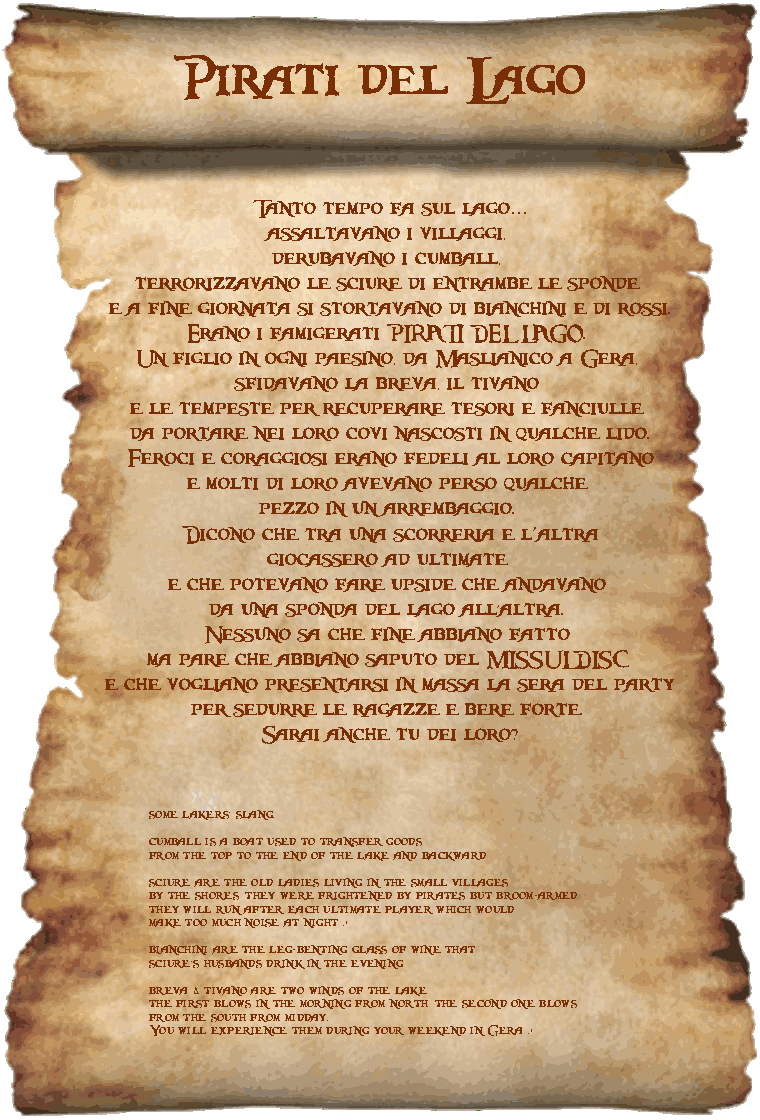 Pirati del Lago
Tanto tempo fa sul lago...
assaltavano i villaggi,
derubavano i cumball,
terrorizzavano le sciure di entrambe le sponde
e a fine giornata si stortavano di bianchini e di rossi.
Erano i famigerati PIRATI DEL LAGO.
Un figlio in ogni paesino, da Maslianico a Gera,
sfidavano la breva, il tivano
e le tempeste per recuperare tesori e fanciulle
da portare nei loro covi nascosti in qualche lido.
Feroci e coraggiosi erano fedeli al loro capitano
e molti di loro avevano perso qualche
pezzo in un arrembaggio.
Dicono che tra una scorreria e l'altra
giocassero ad ultimate
e che potevano fare upside che andavano
da una sponda del lago all'altra.
Nessuno sa che fine abbiano fatto
ma pare che abbiano saputo del MISSULDISC
e che vogliano presentarsi in massa la sera del party
per sedurre le ragazze e bere forte
Sarai anche tu dei loro?
some lakers' slang
cumball is a boat used to transfer goods
from the top to the end of the lake and backward
sciure are the old ladies living in the small villages
by the shores. they were frightened by pirates but broom-armed
they will run after each ultimate player which would
make too much noise at night ;)
bianchini are the leg-benting glass of wine that
sciure's husbands drink in the evening
breva & tivano are two winds of the lake
the first blows in the morning from north, the second one blows
from the south from midday.
You will experience them during your weekend in Gera ;)